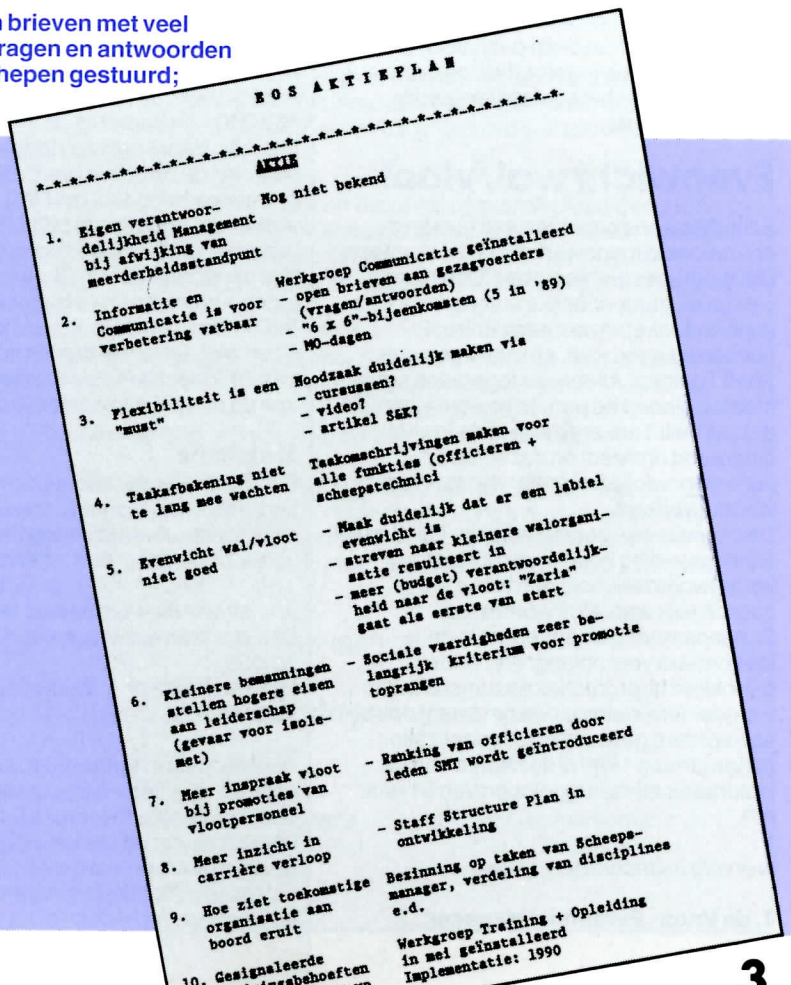 brieven met veel
ragen en antwoorden
hepen gestuurd;
EOS AKTIEPLAN
*-*-*-*-*-*-*-*-*-*-*-*-*-*-*-*-*-*-*-*-*-*-*-*-*-*-*-*
AKTIE
1. Eigen verantwoor- Nog niet bekend
delijkheid Management
bij afwijking van
meerderheidsstandpunt
2. Informatie en Werkgroep Communicatie geïnstalleerd
Communicatie is voor - open brieven aan gezagvoerders
verbetering vatbaar (vragen/antwoorden)
- "6 x 6"-bijeenkomsten (5 in '89)
- MO-dagen
3. Flexibiliteit is een Noodzaak duidelijk maken via
"must" - cursussen?
- video?
- artikel S&K?
4. Taakafbakening niet Taakomschrijvingen maken voor
te lang mee wachten alle funkties (officieren +
scheepstechnici
5. Evenwicht wal/vloot - Maak duidelijk dat er een labiel
niet goed evenwicht is
- streven naar kleinere walorgani-
satie resulteert in
- meer (budget) verantwoordelijk-
heid naar de vloot: "Zaria"
gaat als eerste van start
6. Kleinere bemanningen - Sociale vaardigheden zeer be-
stellen hogere eisen langrijk kriterium voor promotie
aan leiderschap toprangen
(gevaar voor isole-
met)
7. Meer inspraak vloot - Ranking van officieren door
bij promoties van leden SMT wordt geïntroduceerd
vlootpersoneel
8. Meer inzicht in - Staff Structure Plan in
carrière verloop ontwikkeling
9. Hoe ziet toekomstige Bezinning op taken van Scheeps-
organisatie aan manager, verdeling van disciplines
boord eruit e.d.
10. Gesignaleerde Werkgroep Training & Opleiding
ingsbehoeften in mei geïnstalleerd
Implementatie: 1990
3